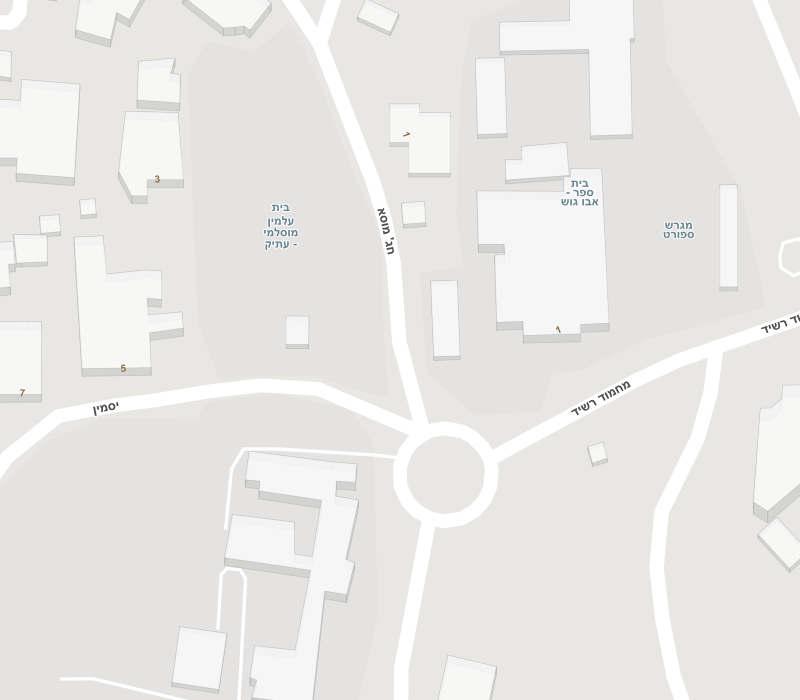 בית
ספר -
אבו גוש
בית
עלמין
מוסלמי
- עתיק
מגרש
ספורט
חג' מוסא
מחמוד רשיד
יסמין
3
5
7
1
1